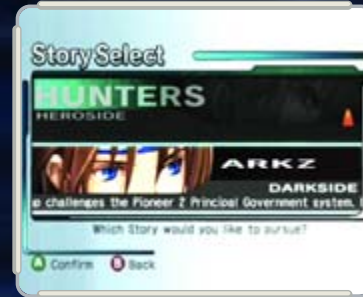 Story Select
HUNTERS
HEROSIDE
ARKZ
DARKSIDE
p challenges the Pioneer 2 Principal Government system.
Which Story would you like to pursue?
A Confirm B Back